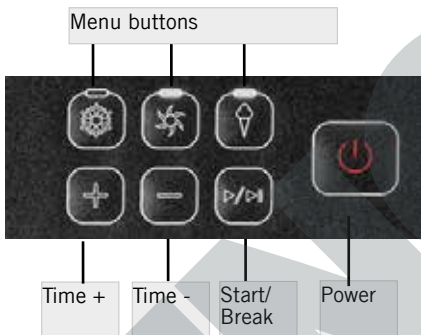 Menu buttons
Time +
Time -
Start/
Break
Power